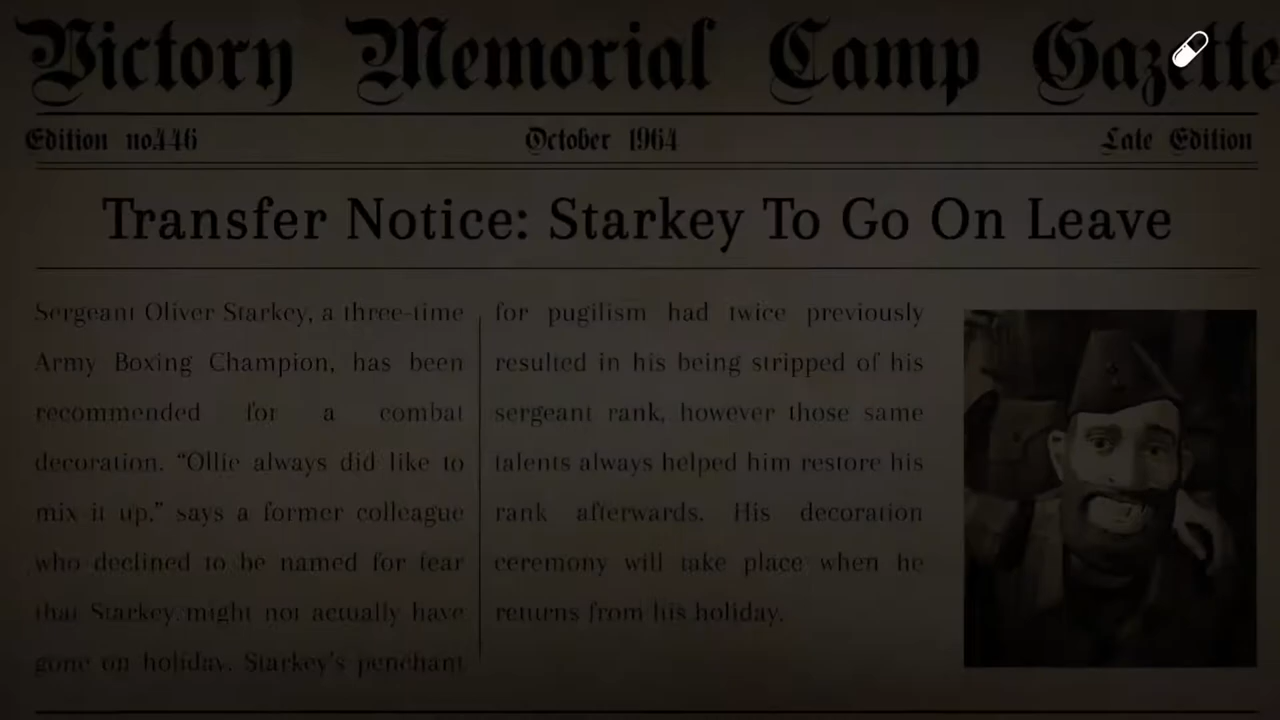 Victory Memorial Camp Gazette
Edition no.446 October 1964 Late Edition
Transfer Notice: Starkey To Go On Leave
Sergeant Oliver Starkey, a three-time
Army Boxing Champion, has been
recommended for a combat
decoration. “Ollie always did like to
mix it up,” says a former colleague
who declined to be named for fear
that Starkey might not actually have
gone on holiday. Starkey's penchant
for pugilism had twice previously
resulted in his being stripped of his
sergeant rank, however those same
talents always helped him restore his
rank afterwards. His decoration
ceremony will take place when he
returns from his holiday.